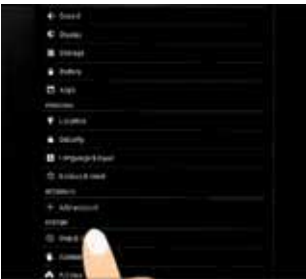 Sound
Display
Storage
Battery
Apps
PERSONAL
Location
Security
Language & input
Backup & reset
ACCOUNTS
+ Add account
SYSTEM